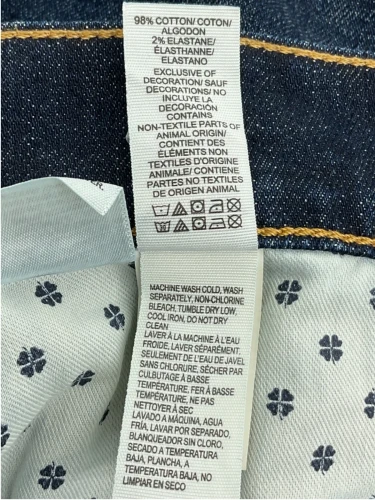 98% COTTON/ COTON/
ALGODON
2% ELASTANE/
ÉLASTHANNE/
ELASTANO
EXCLUSIVE OF
DECORATION/ SAUF
DECORATIONS/ NO
INCLUYE LA
DECORACIÓN
CONTAINS
NON-TEXTILE PARTS OF
ANIMAL ORIGIN/
CONTIENT DES
ÉLÉMENTS NON
TEXTILES D'ORIGINE
ANIMALE/ CONTIENE
PARTES NO TEXTILES
DE ORIGEN ANIMAL
MACHINE WASH COLD, WASH
SEPARATELY, NON-CHLORINE
BLEACH, TUMBLE DRY LOW,
COOL IRON, DO NOT DRY
CLEAN
LAVER À LA MACHINE À L'EAU
FROIDE, LAVER SÉPARÉMENT.
SEULEMENT DE L'EAU DE JAVEL
SANS CHLORURE, SÉCHER PAR
CULBUTAGE À BASSE
TEMPÉRATURE, FER À BASSE
TEMPÉRATURE, NE PAS
NETTOYER À SEC
LAVADO A MÁQUINA, AGUA
FRÍA, LAVAR POR SEPARADO,
BLANQUEADOR SIN CLORO,
SECADO A TEMPERATURA
BAJA, PLANCHA, A
TEMPERATURA BAJA, NO
LIMPIAR EN SECO